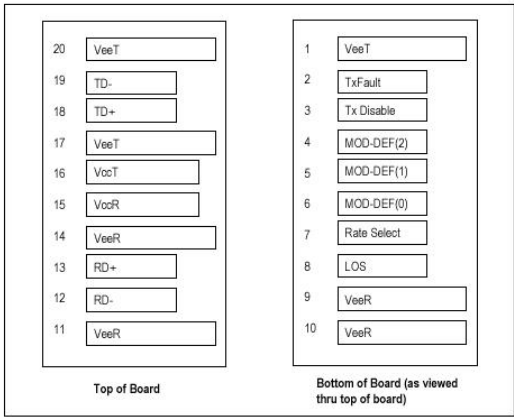 20 VeeT
19 TD-
18 TD+
17 VeeT
16 VccT
15 VccR
14 VeeR
13 RD+
12 RD-
11 VeeR
Top of Board
1 VeeT
2 TxFault
3 Tx Disable
4 MOD-DEF(2)
5 MOD-DEF(1)
6 MOD-DEF(0)
7 Rate Select
8 LOS
9 VeeR
10 VeeR
Bottom of Board (as viewed
thru top of board)